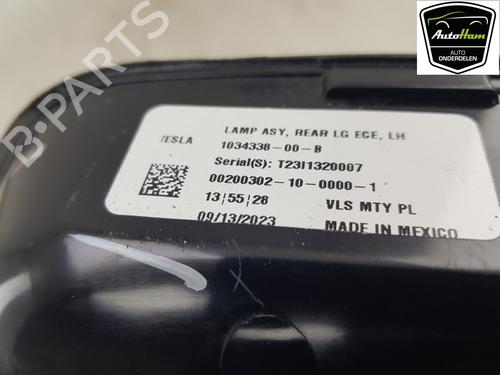 AutoHam
AUTO
ONDERDELEN
TESLA
LAMP ASY, REAR LG ECE, LH
1034338-00-B
Serial(S): T23I1320007
00200302-10-0000-1
13:55:28
VLS MTY PL
09/13/2023
MADE IN MEXICO
B-PARTS